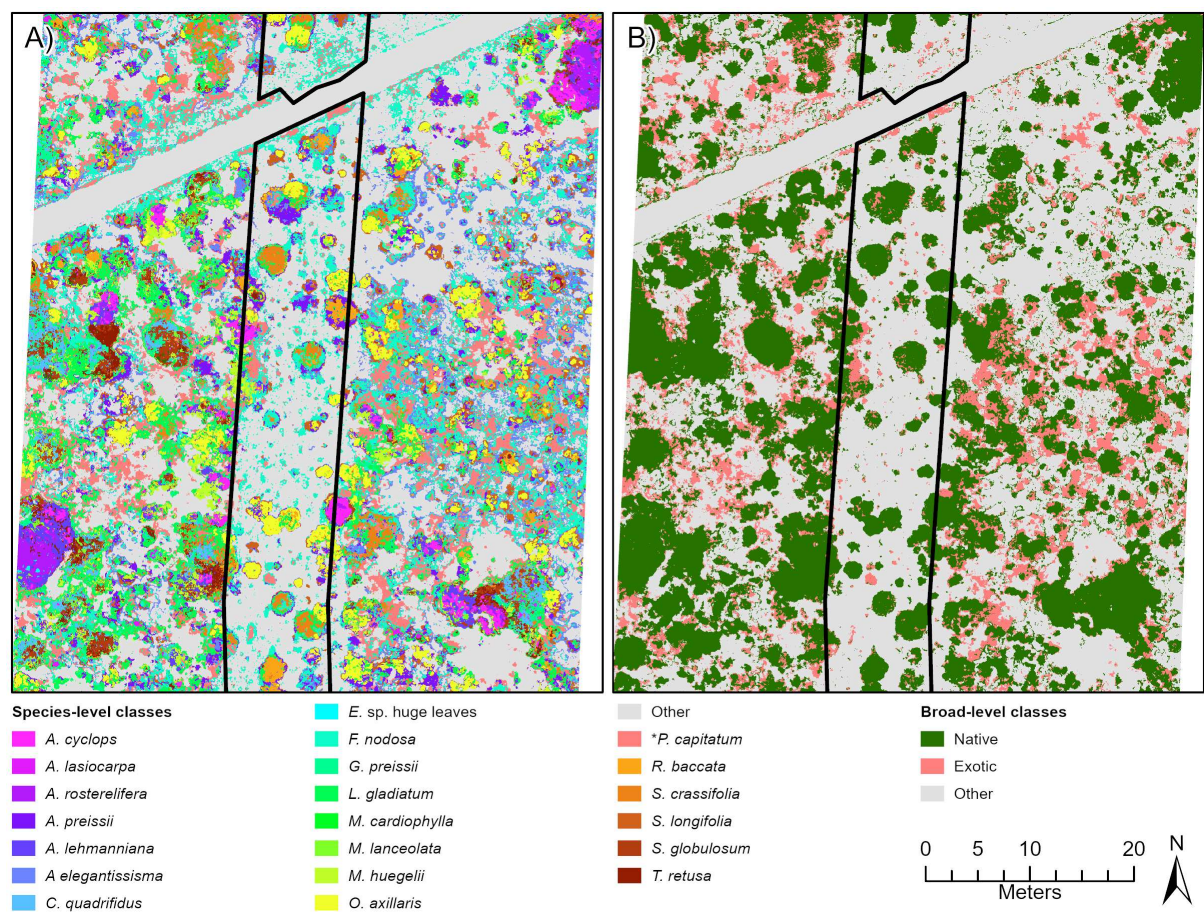 A)
B)
Species-level classes
A. cyclops
A. lasiocarpa
A. rosterelifera
A. preissii
A. lehmanniana
A elegantissisma
C. quadrifidus
E. sp. huge leaves
F. nodosa
G. preissii
L. gladiatum
M. cardiophylla
M. lanceolata
M. huegelii
O. axillaris
Other
*P. capitatum
R. baccata
S. crassifolia
S. longifolia
S. globulosum
T. retusa
Broad-level classes
Native
Exotic
Other
0 5 10 20
Meters
N